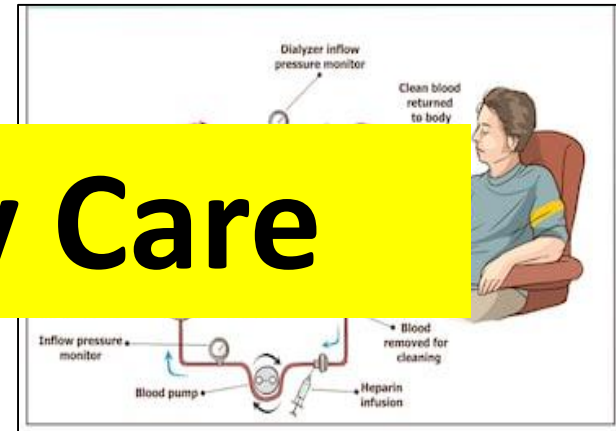 Dialyzer inflow
pressure monitor
Clean blood
returned
to body
Care
Inflow pressure
monitor
Blood pump
Blood
removed for
cleaning
Heparin
infusion